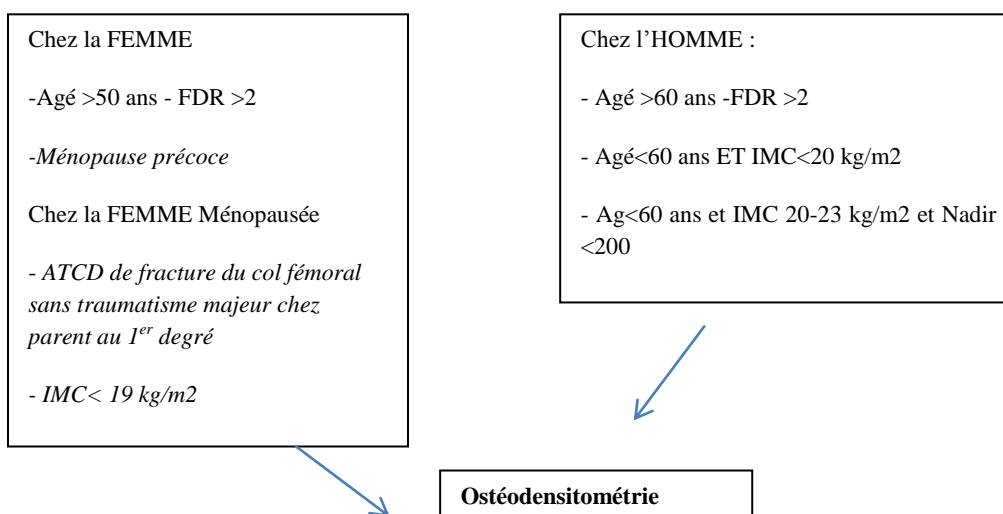 Chez la FEMME
-Agé >50 ans - FDR >2
-Ménopause précoce
Chez la FEMME Ménopausée
- ATCD de fracture du col fémoral
sans traumatisme majeur chez
parent au 1er degré
- IMC< 19 kg/m2
Chez l'HOMME :
- Agé >60 ans -FDR >2
- Agé<60 ans ET IMC<20 kg/m2
- Ag<60 ans et IMC 20-23 kg/m2 et Nadir
<200
Ostéodensitométrie